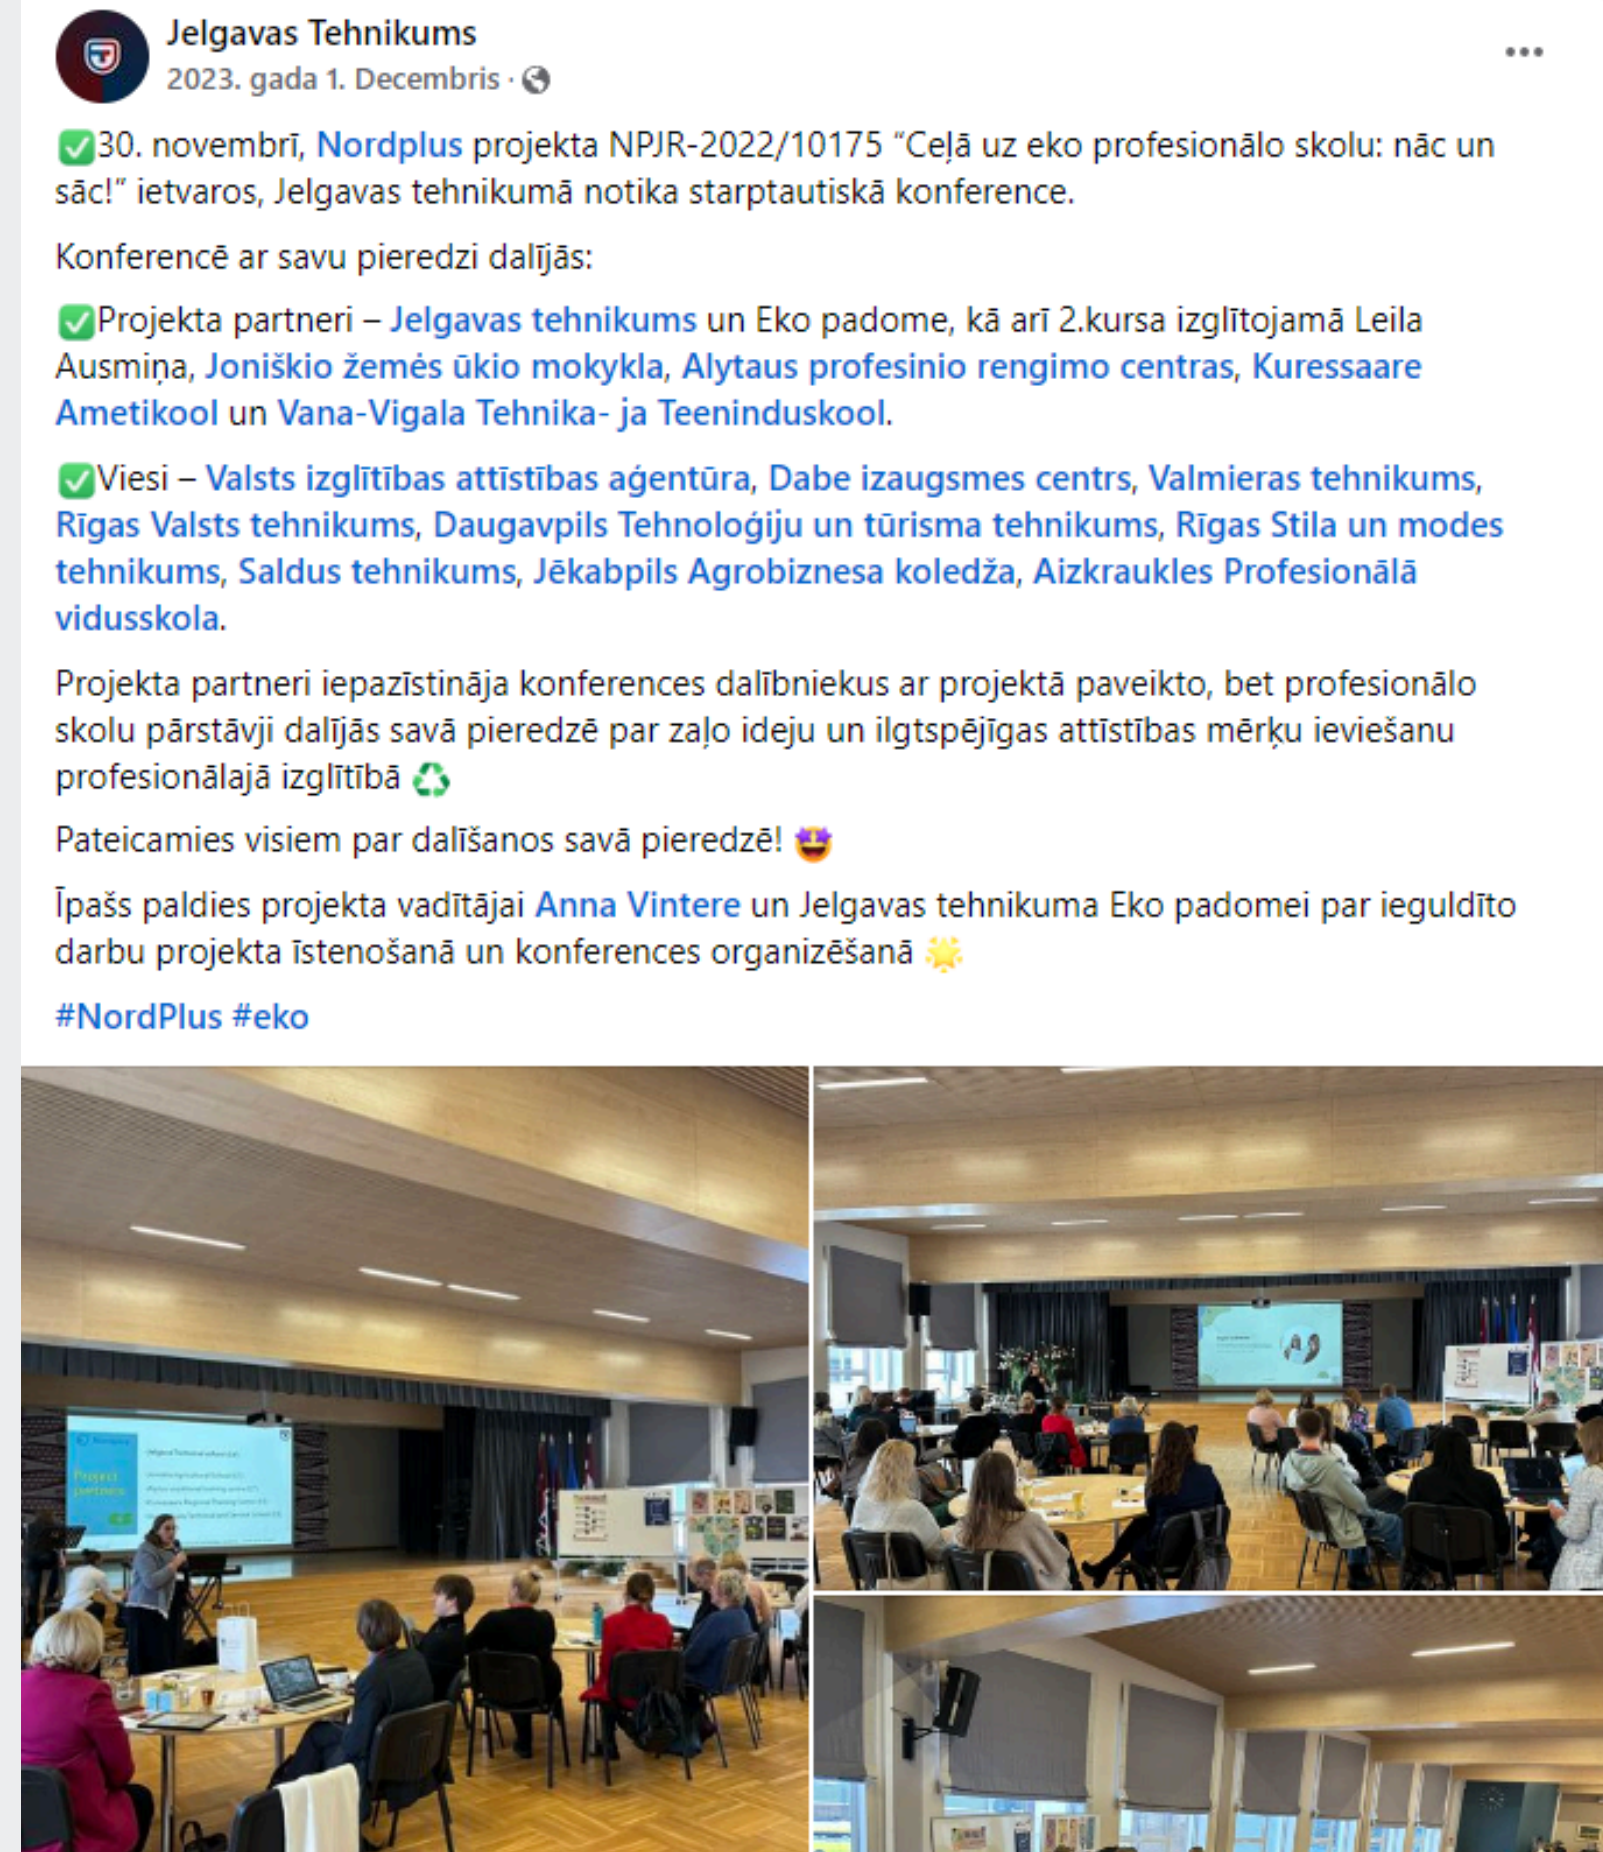 Jelgavas Tehnikums
2023. gada 1. Decembris ·
✅30. novembrī, Nordplus projekta NPJR-2022/10175 “Ceļā uz eko profesionālo skolu: nāc un
sāc!” ietvaros, Jelgavas tehnikumā notika starptautiskā konference.
Konferencē ar savu pieredzi dalījās:
✅Projekta partneri – Jelgavas tehnikums un Eko padome, kā arī 2.kursa izglītojamā Leila
Ausmiņa, Joniškio žemės ūkio mokykla, Alytaus profesinio rengimo centras, Kuressaare
Ametikool un Vana-Vigala Tehnika- ja Teeninduskool.
✅Viesi – Valsts izglītības attīstības aģentūra, Dabe izaugsmes centrs, Valmieras tehnikums,
Rīgas Valsts tehnikums, Daugavpils Tehnoloģiju un tūrisma tehnikums, Rīgas Stila un modes
tehnikums, Saldus tehnikums, Jēkabpils Agrobiznesa koledža, Aizkraukles Profesionālā
vidusskola.
Projekta partneri iepazīstināja konferences dalībniekus ar projektā paveikto, bet profesionālo
skolu pārstāvji dalījās savā pieredzē par zaļo ideju un ilgtspējīgas attīstības mērķu ieviešanu
profesionālajā izglītībā ♻️
Pateicamies visiem par dalīšanos savā pieredzē! 🤩
Īpašs paldies projekta vadītājai Anna Vintere un Jelgavas tehnikuma Eko padomei par ieguldīto
darbu projekta īstenošanā un konferences organizēšanā 🌟
#NordPlus #eko
Project
partners